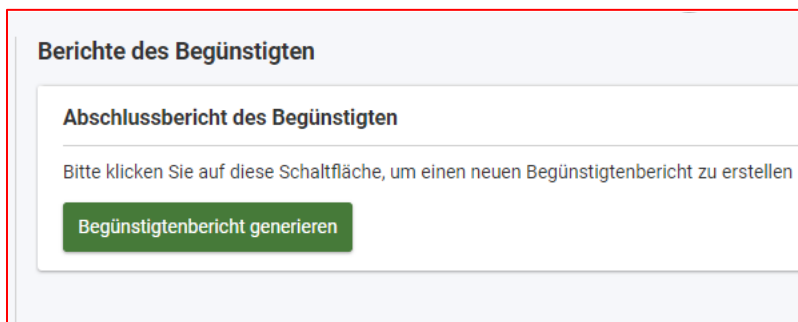 Berichte des Begünstigten
Abschlussbericht des Begünstigten
Bitte klicken Sie auf diese Schaltfläche, um einen neuen Begünstigtenbericht zu erstellen
Begünstigtenbericht generieren